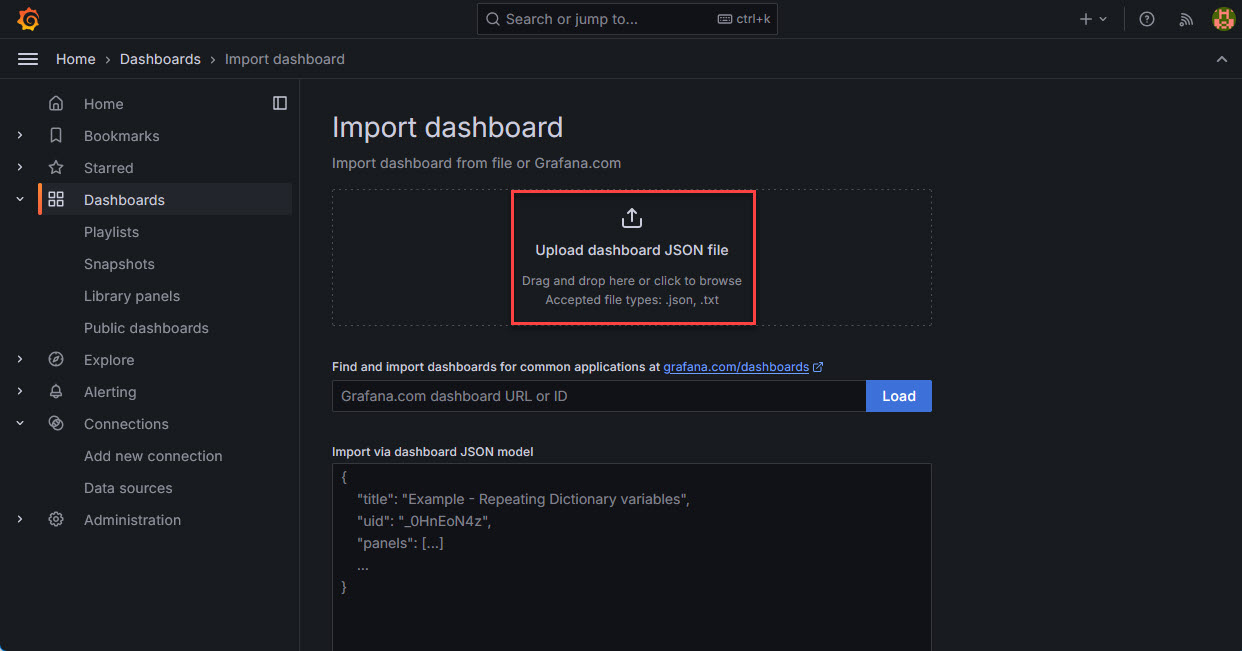 Search or jump to...
ctrl+k
Home
Dashboards
Import dashboard
Home
Bookmarks
Starred
Dashboards
Playlists
Snapshots
Library panels
Public dashboards
Explore
Alerting
Connections
Add new connection
Data sources
Administration
Import dashboard
Import dashboard from file or Grafana.com
Upload dashboard JSON file
Drag and drop here or click to browse
Accepted file types: .json, .txt
Find and import dashboards for common applications at grafana.com/dashboards
Grafana.com dashboard URL or ID
Load
Import via dashboard JSON model
{
"title": "Example - Repeating Dictionary variables",
"uid": "_0HnEoN4z",
"panels": [...]
...
}